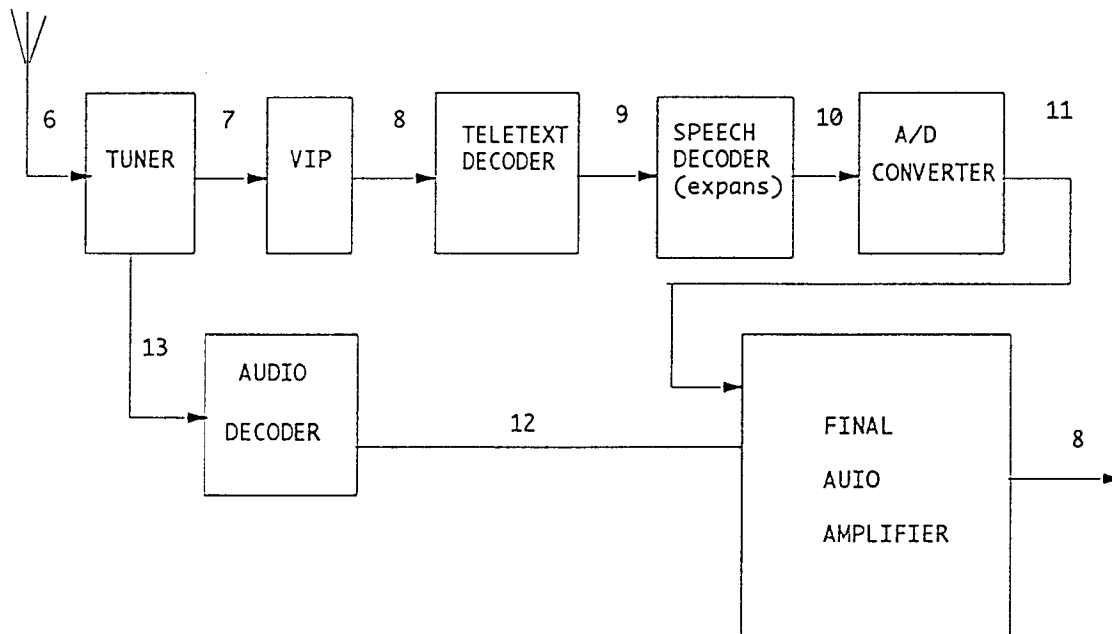 6
TUNER
7
VIP
8
TELETEXT
DECODER
9
SPEECH
DECODER
(expans)
10
A/D
CONVERTER
11
13
AUDIO
DECODER
12
FINAL
AUIO
AMPLIFIER
8